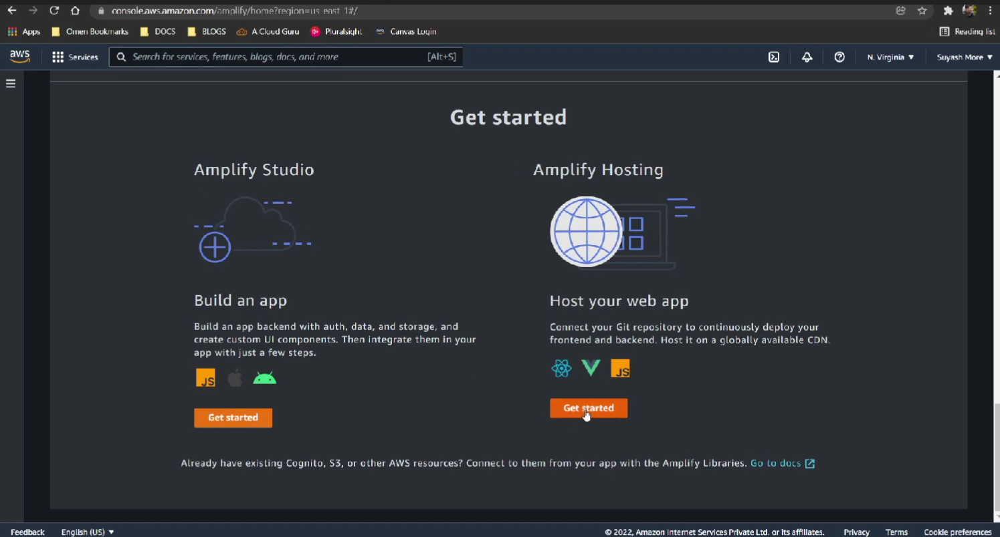 console.aws.amazon.com/amplify/home?region=us-east-1#/
Apps
Omen Bookmarks
DOCS
BLOGS
A Cloud Guru
Pluralsight
aws
Canvas Login
Reading list
aws
Services
Search for services, features, blogs, docs, and more
[Alt+S]
N. Virginia
Suyash More
Get started
Amplify Studio
Build an app
Build an app backend with auth, data, and storage, and
create custom UI components. Then integrate them in your
app with just a few steps.
JS
Get started
Amplify Hosting
Host your web app
Connect your Git repository to continuously deploy your
frontend and backend. Host it on a globally available CDN.
JS
Get started
Already have existing Cognito, S3, or other AWS resources? Connect to them from your app with the Amplify Libraries. Go to docs
Feedback
English (US)
© 2022, Amazon Internet Services Private Ltd. or its affiliates.
Privacy
Terms
Cookie preferences